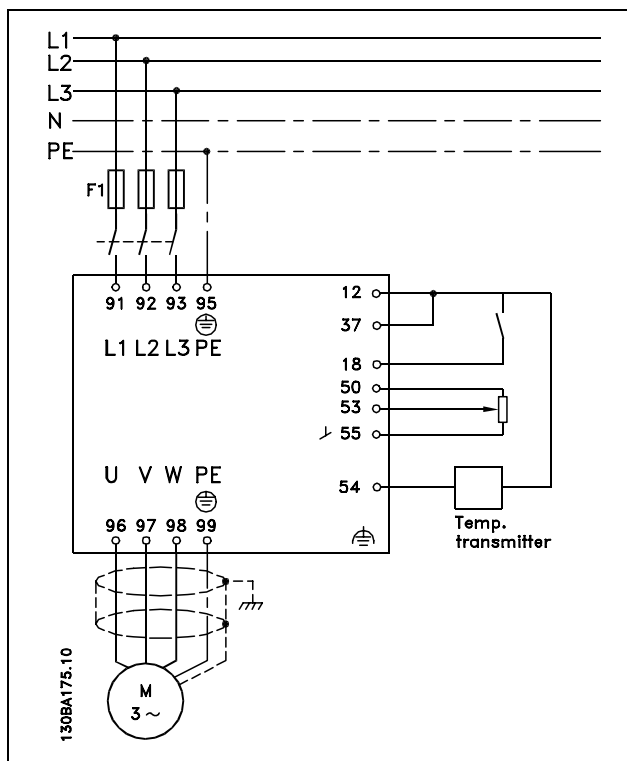 L1
L2
L3
N
PE
F1
91 92 93 95
L1 L2 L3 PE
12
37
18
50
53
55
54
U V W PE
96 97 98 99
Temp.
transmitter
M
3 ~
130BA175.10